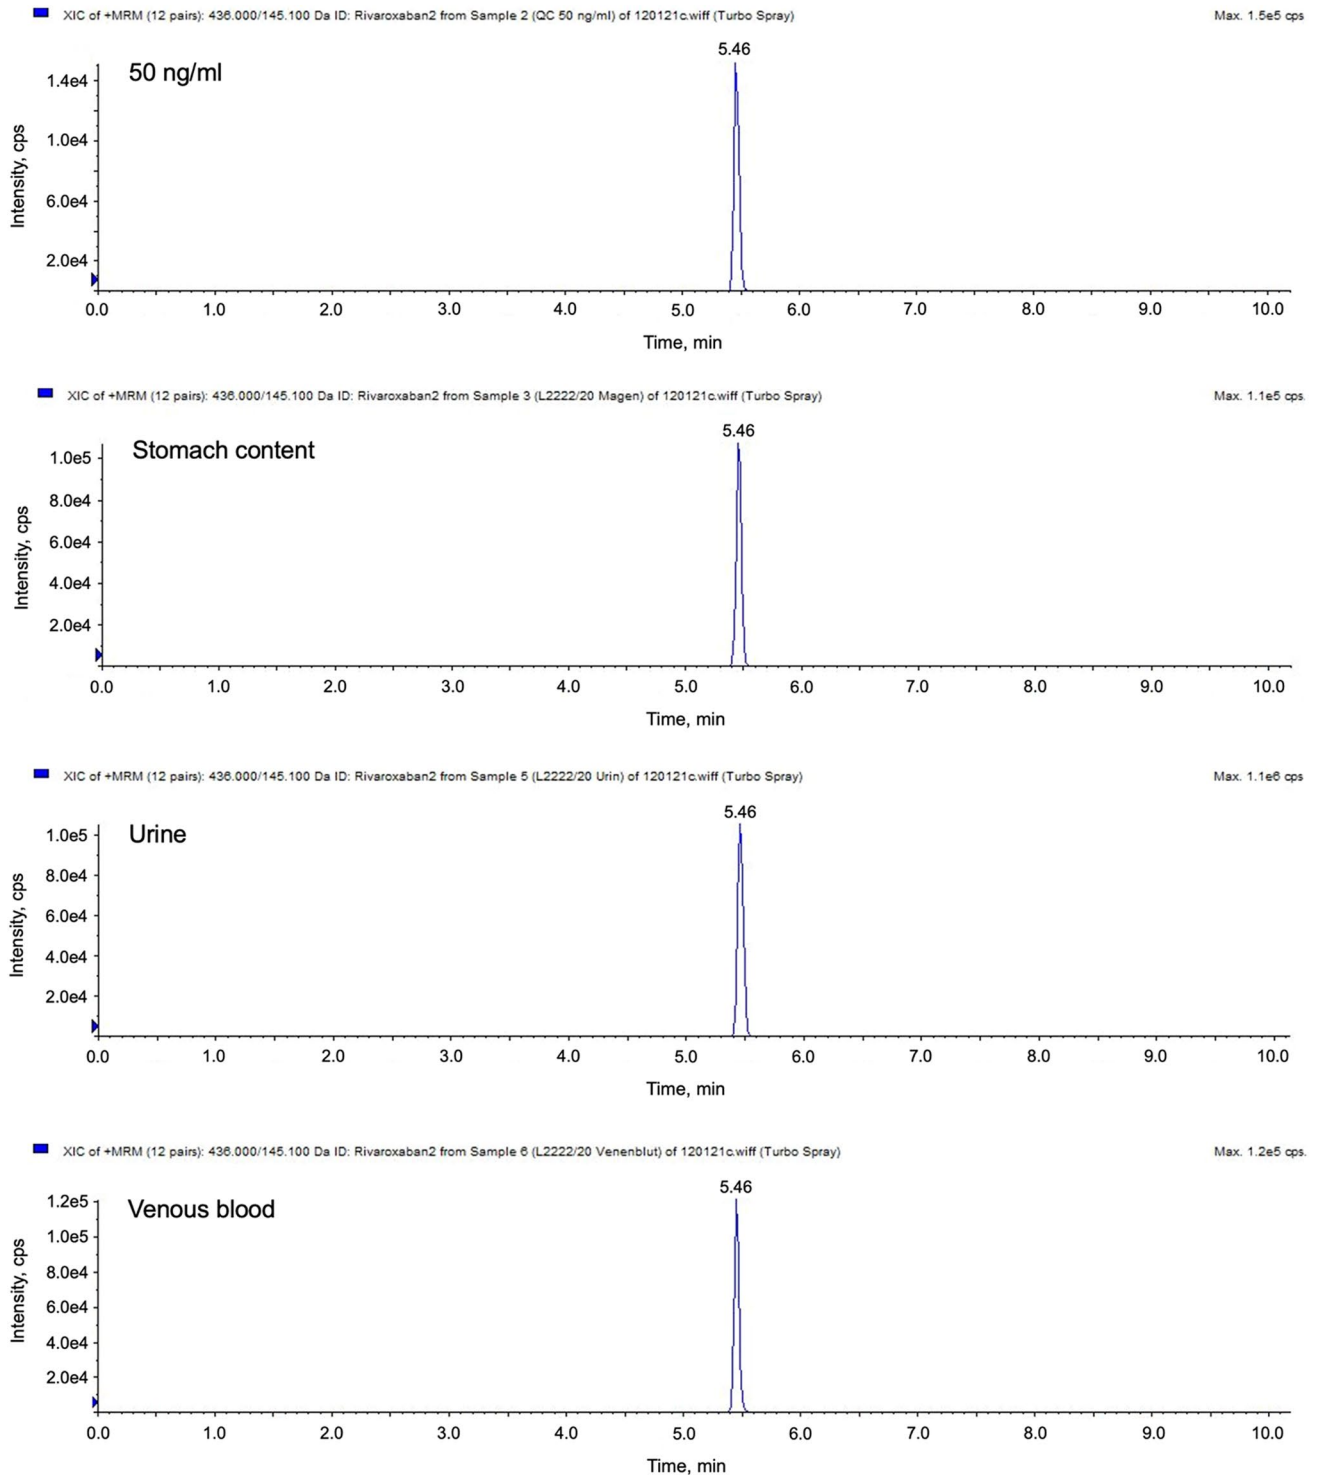 XIC of +MRM (12 pairs): 436.000/145.100 Da ID: Rivaroxaban2 from Sample 2 (QC 50 ng/ml) of 120121c.wiff (Turbo Spray) Max. 1.5e5 cps
5.46
50 ng/ml
1.4e4
1.0e4
6.0e4
2.0e4
Intensity, cps
0.0 1.0 2.0 3.0 4.0 5.0 6.0 7.0 8.0 9.0 10.0
Time, min
XIC of +MRM (12 pairs): 436.000/145.100 Da ID: Rivaroxaban2 from Sample 3 (L2222/20 Magen) of 120121c.wiff (Turbo Spray) Max. 1.1e5 cps.
5.46
Stomach content
1.0e5
8.0e4
6.0e4
4.0e4
2.0e4
Intensity, cps
0.0 1.0 2.0 3.0 4.0 5.0 6.0 7.0 8.0 9.0 10.0
Time, min
XIC of +MRM (12 pairs): 436.000/145.100 Da ID: Rivaroxaban2 from Sample 5 (L2222/20 Urin) of 120121c.wiff (Turbo Spray) Max. 1.1e6 cps
5.46
Urine
1.0e5
8.0e4
6.0e4
4.0e4
2.0e4
Intensity, cps
0.0 1.0 2.0 3.0 4.0 5.0 6.0 7.0 8.0 9.0 10.0
Time, min
XIC of +MRM (12 pairs): 436.000/145.100 Da ID: Rivaroxaban2 from Sample 6 (L2222/20 Venenblut) of 120121c.wiff (Turbo Spray) Max. 1.2e5 cps.
5.46
Venous blood
1.2e5
1.0e5
8.0e4
6.0e4
4.0e4
2.0e4
Intensity, cps
0.0 1.0 2.0 3.0 4.0 5.0 6.0 7.0 8.0 9.0 10.0
Time, min